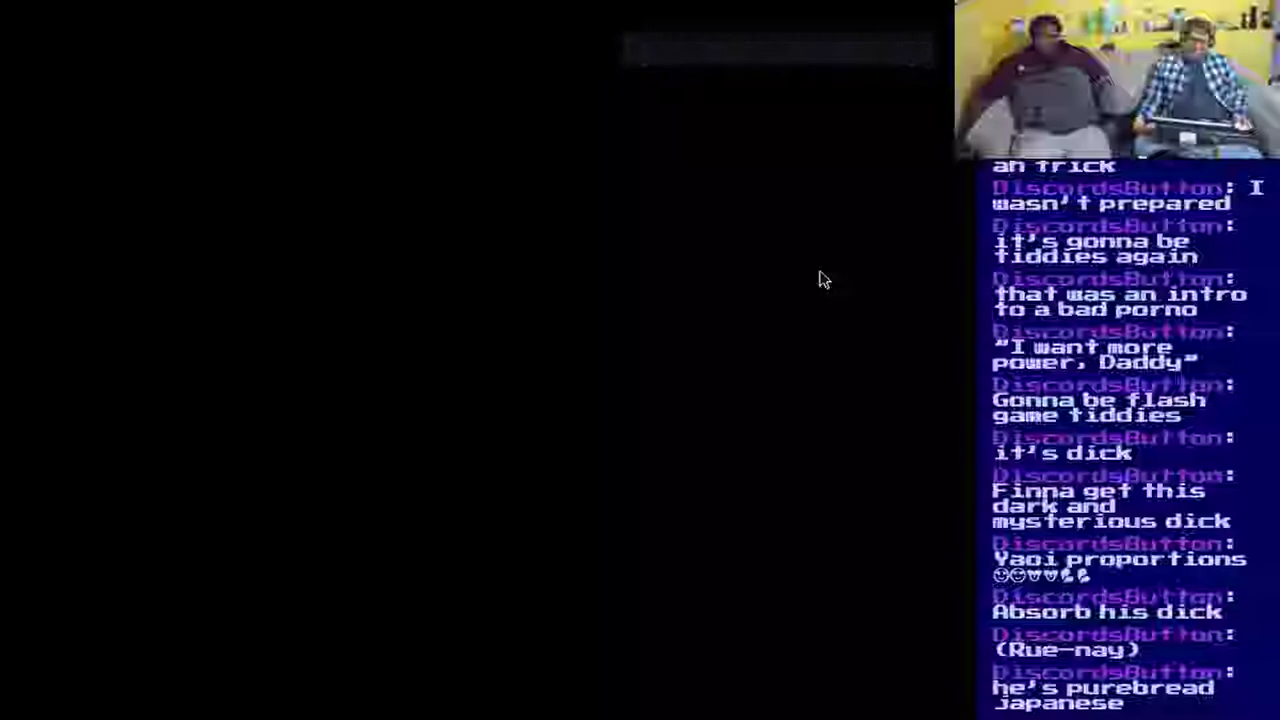 an trick
DiscordsButton: I
wasn't prepared
DiscordsButton:
it's gonna be
tiddies again
DiscordsButton:
that was an intro
to a bad porno
DiscordsButton:
"I want more
power, Daddy"
DiscordsButton:
Gonna be flash
game tiddies
DiscordsButton:
it's dick
DiscordsButton:
Finna get this
dark and
mysterious dick
DiscordsButton:
Yaoi proportions
DiscordsButton:
Absorb his dick
DiscordsButton:
(Rue-nay)
DiscordsButton:
he's purebread
japanese